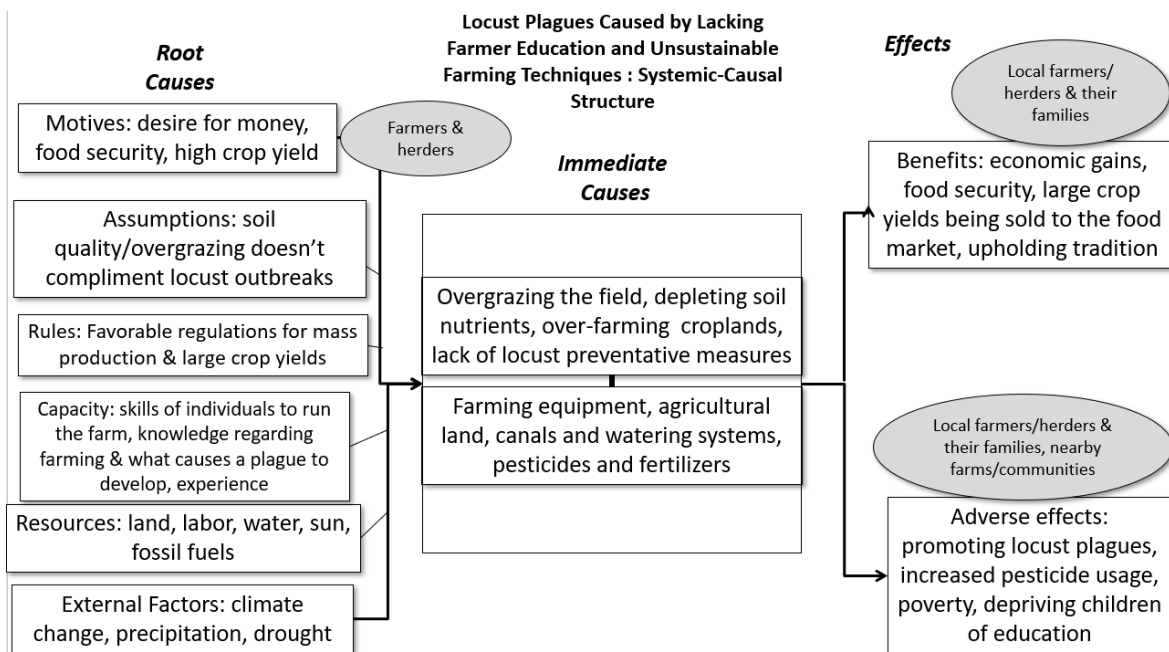 Locust Plagues Caused by Lacking
Farmer Education and Unsustainable
Farming Techniques : Systemic-Causal
Structure
Root
Causes
Motives: desire for money,
food security, high crop yield
Farmers &
herders
Assumptions: soil
quality/overgrazing doesn’t
compliment locust outbreaks
Rules: Favorable regulations for mass
production & large crop yields
Capacity: skills of individuals to run
the farm, knowledge regarding
farming & what causes a plague to
develop, experience
Resources: land, labor, water, sun,
fossil fuels
External Factors: climate
change, precipitation, drought
Immediate
Causes
Overgrazing the field, depleting soil
nutrients, over-farming croplands,
lack of locust preventative measures
Farming equipment, agricultural
land, canals and watering systems,
pesticides and fertilizers
Effects
Local farmers/
herders & their
families
Benefits: economic gains,
food security, large crop
yields being sold to the food
market, upholding tradition
Local farmers/herders &
their families, nearby
farms/communities
Adverse effects:
promoting locust plagues,
increased pesticide usage,
poverty, depriving children
of education